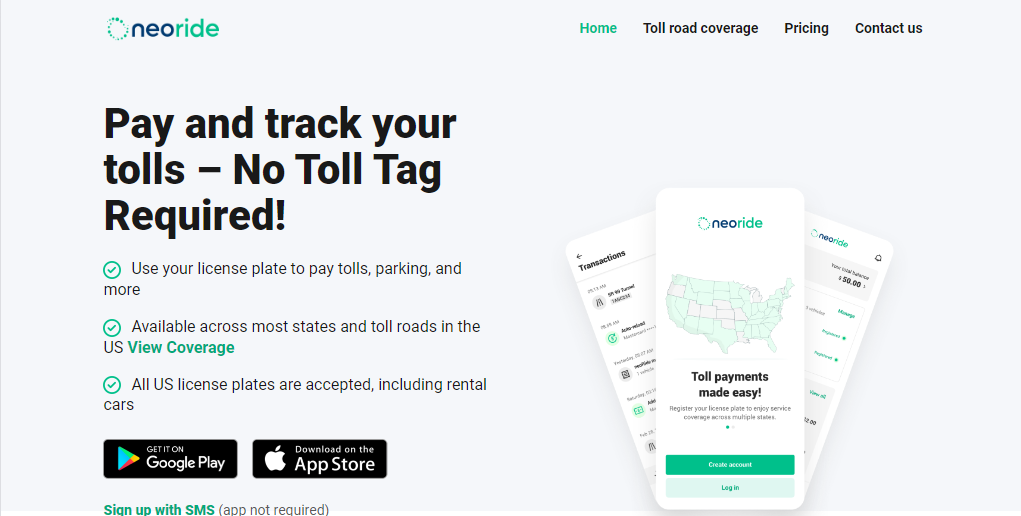 neoride
Home
Toll road coverage
Pricing
Contact us
Pay and track your
tolls – No Toll Tag
Required!
Use your license plate to pay tolls, parking, and
more
Available across most states and toll roads in the
US View Coverage
All US license plates are accepted, including rental
cars
GET IT ON
Google Play
Download on the
App Store
Sign up with SMS (app not required)
Transactions
SR 99 Tunnel
Auto-reload
neoride
Toll payments
made easy!
Register your license plate to enjoy service
coverage across multiple states.
Create account
Log in
neoride
Your total balance
$ 50.00
Manage
View all